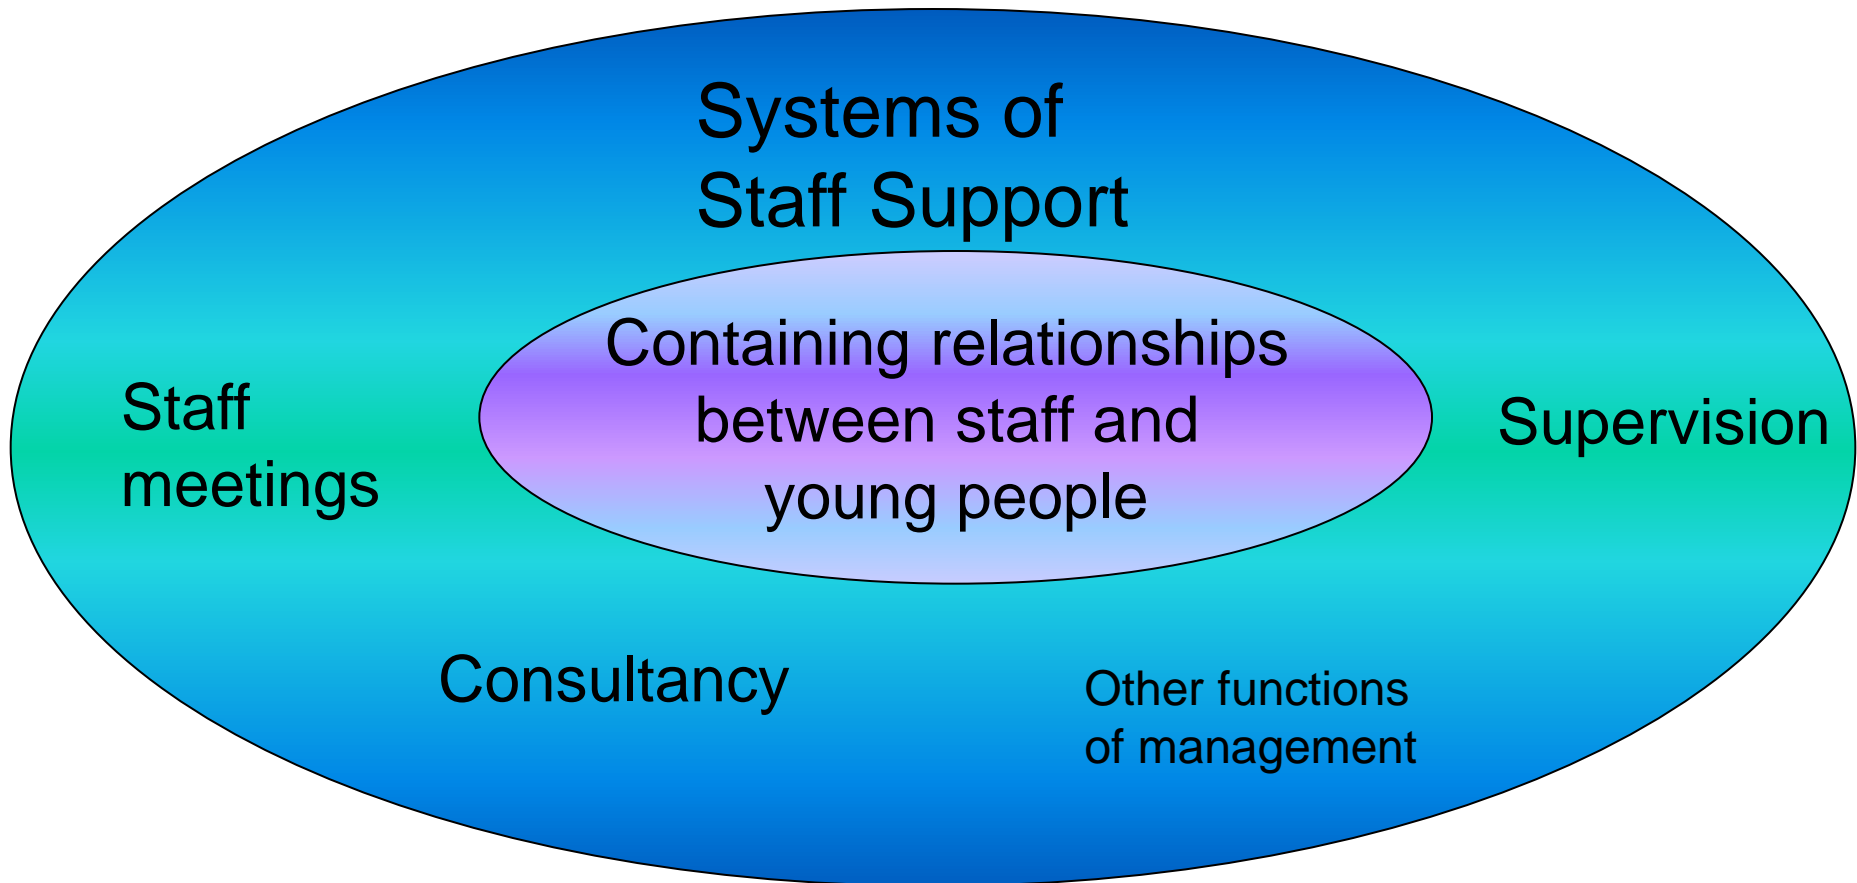 Systems of
Staff Support
Containing relationships
between staff and
young people
Staff
meetings
Supervision
Consultancy
Other functions
of management